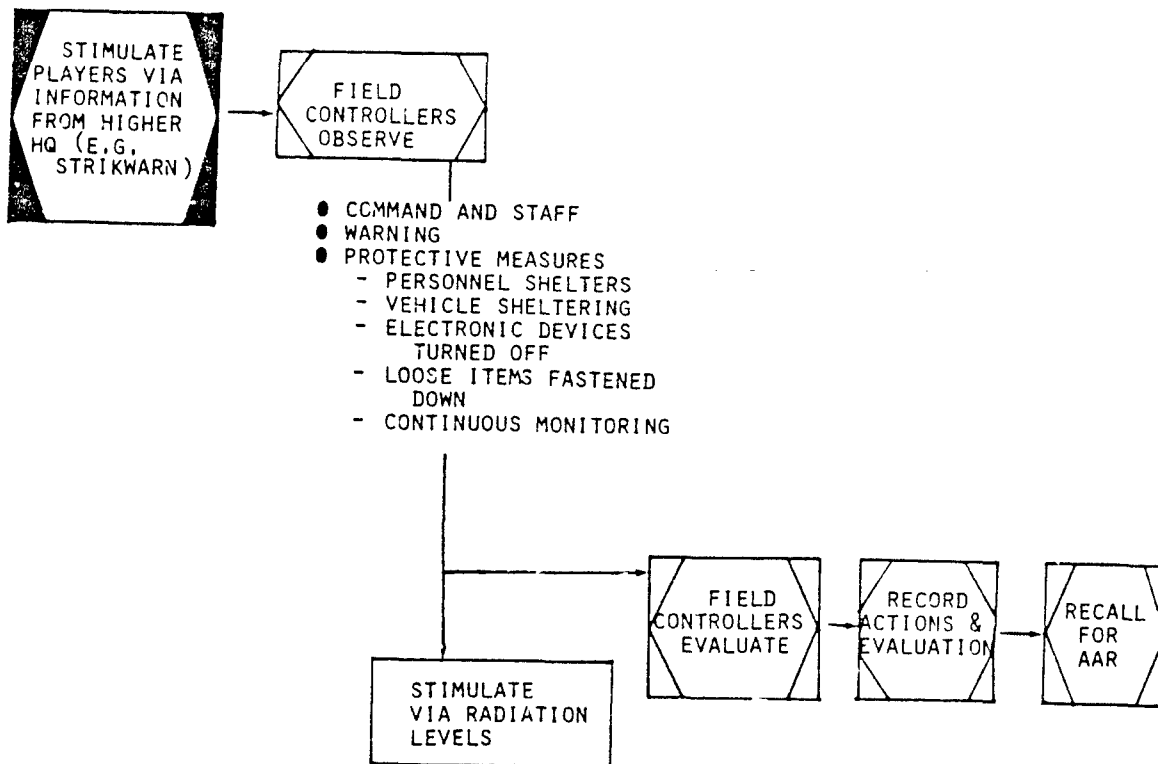 STIMULATE
PLAYERS VIA
INFORMATION
FROM HIGHER
HQ (E.G.
STRIKWARN)
FIELD
CONTROLLERS
OBSERVE
● COMMAND AND STAFF
● WARNING
● PROTECTIVE MEASURES
- PERSONNEL SHELTERS
- VEHICLE SHELTERING
- ELECTRONIC DEVICES
TURNED OFF
- LOOSE ITEMS FASTENED
DOWN
- CONTINUOUS MONITORING
STIMULATE
VIA RADIATION
LEVELS
FIELD
CONTROLLERS
EVALUATE
RECORD
ACTIONS &
EVALUATION
RECALL
FOR
AAR